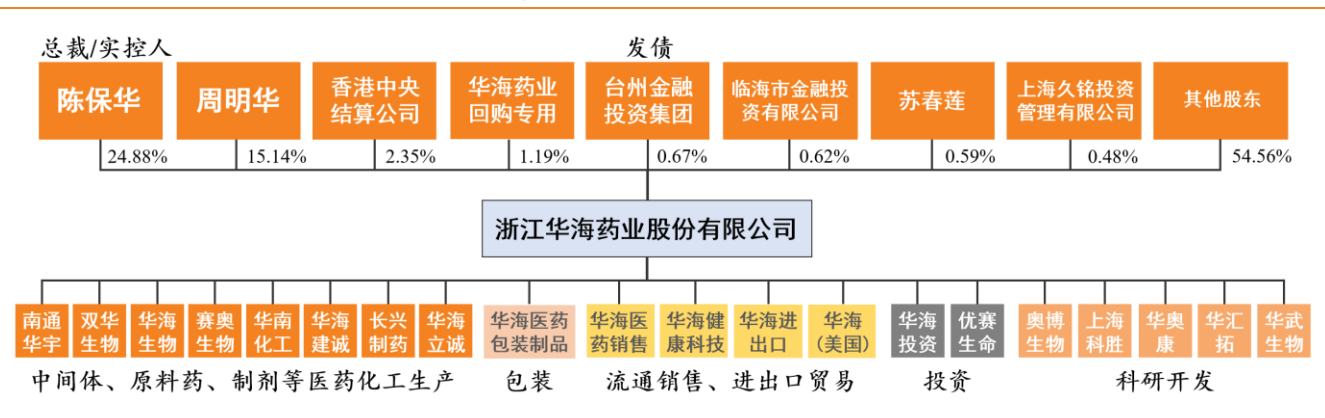 总裁/实控人
发债
陈保华
周明华
香港中央
结算公司
华海药业
回购专用
台州金融
投资集团
临海市金融投
资有限公司
苏春莲
上海久铭投资
管理有限公司
其他股东
24.88%
15.14%
2.35%
1.19%
0.67%
0.62%
0.59%
0.48%
54.56%
浙江华海药业股份有限公司
南通
华宇
双华
生物
华海
生物
赛奥
生物
华南
化工
华海
建诚
长兴
制药
华海
立诚
华海医药
包装制品
华海医
药销售
华海健
康科技
华海进
出口
华海
(美国)
华海
投资
优赛
生命
奥博
生物
上海
科胜
华奥
康
华汇
拓
华武
生物
中间体、原料药、制剂等医药化工生产
包装
流通销售、进出口贸易
投资
科研开发